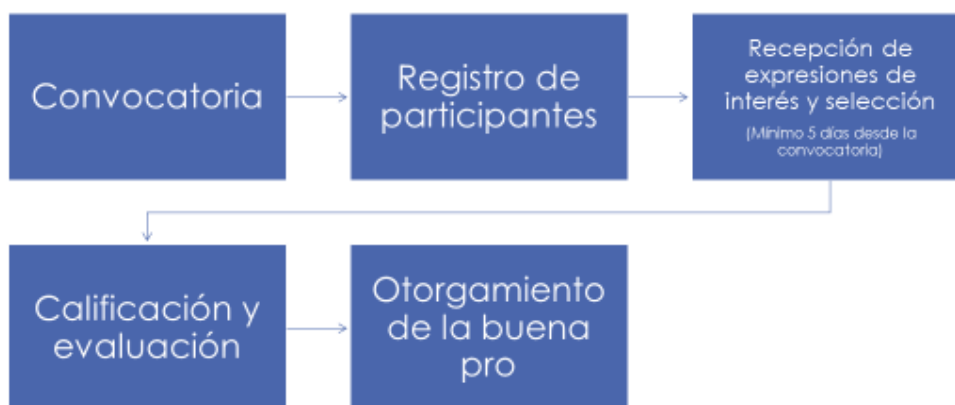 Convocatoria
Registro de
participantes
Recepción de
expresiones de
interés y selección
(Mínimo 5 días desde la
convocatoria)
Calificación y
evaluación
Otorgamiento
de la buena
pro